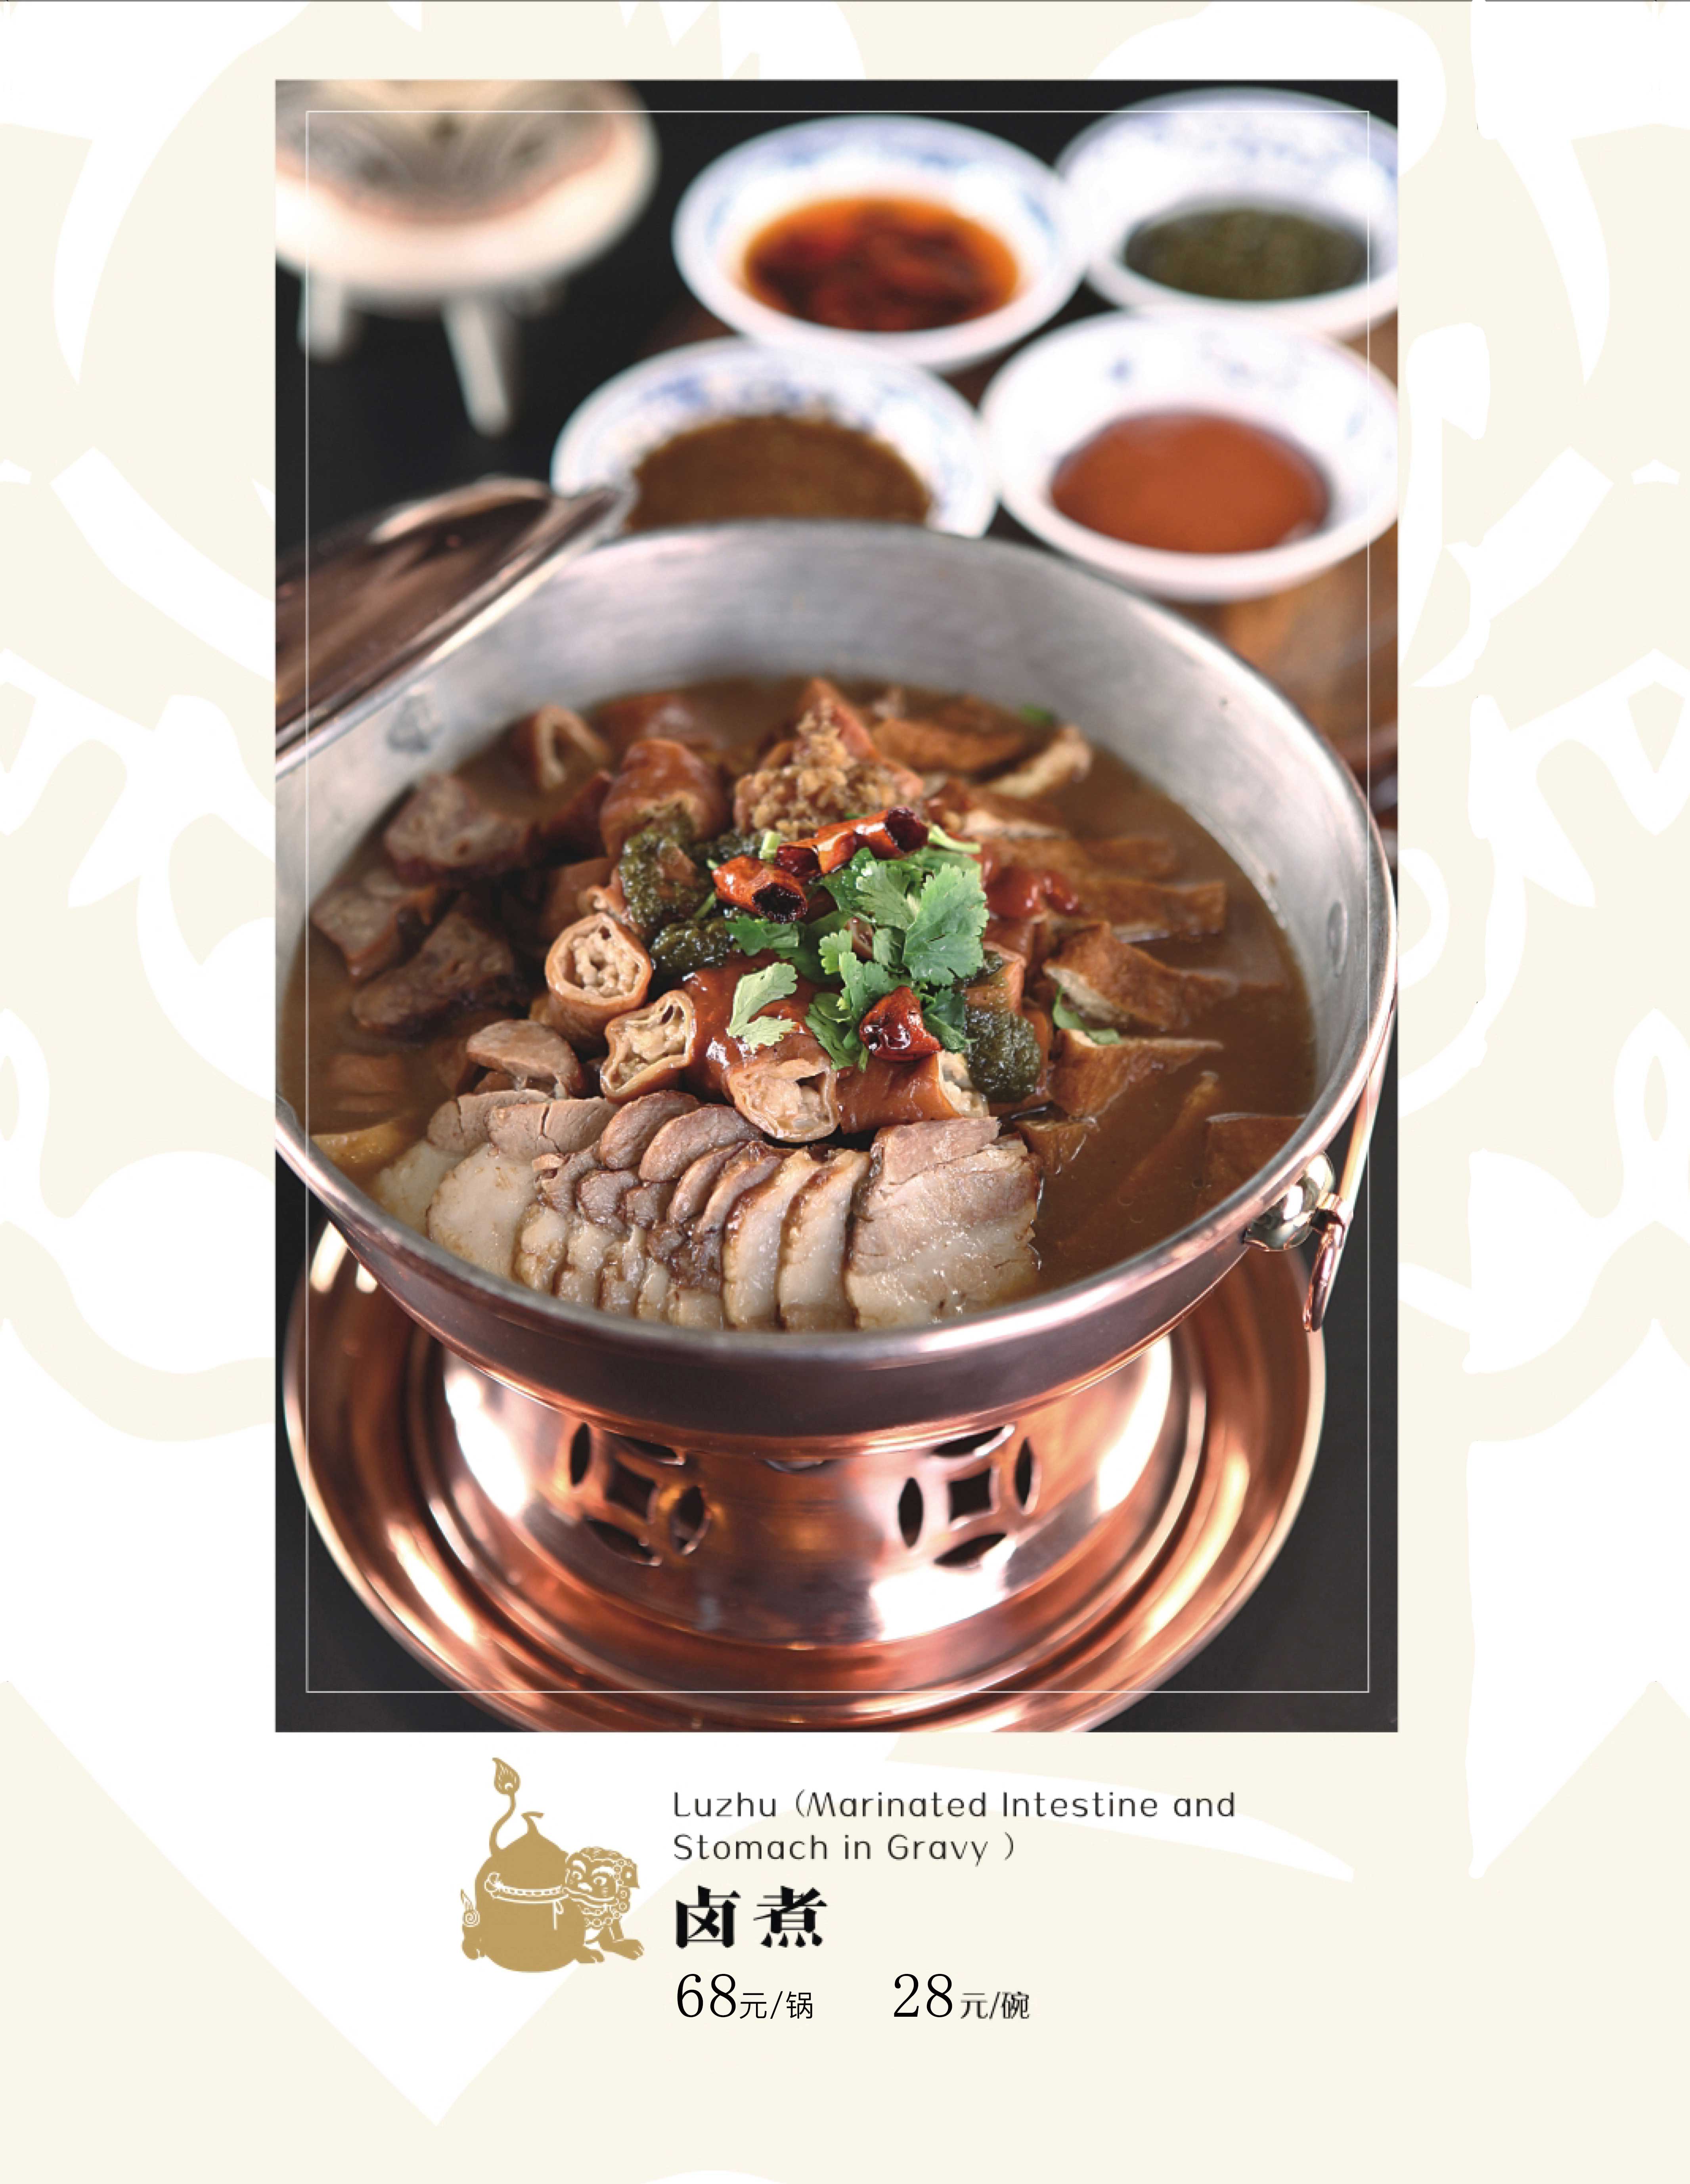 Luzhu (Marinated Intestine and
Stomach in Gravy )
卤煮
68元/锅 28元/碗